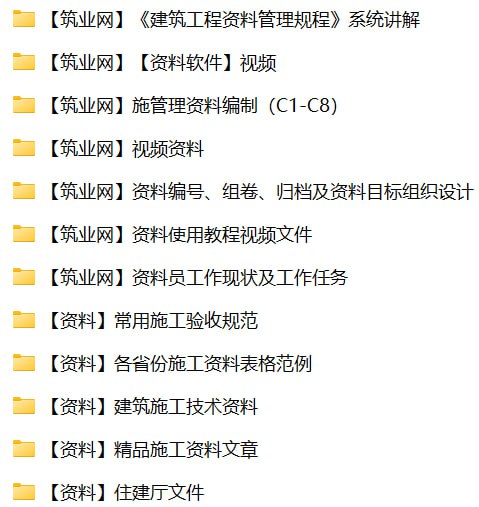 【筑业网】《建筑工程资料管理规程》系统讲解
【筑业网】【资料软件】视频
【筑业网】施管理资料编制（C1-C8）
【筑业网】视频资料
【筑业网】资料编号、组卷、归档及资料目标组织设计
【筑业网】资料使用教程视频文件
【筑业网】资料员工作现状及工作任务
【资料】常用施工验收规范
【资料】各省份施工资料表格范例
【资料】建筑施工技术资料
【资料】精品施工资料文章
【资料】住建厅文件